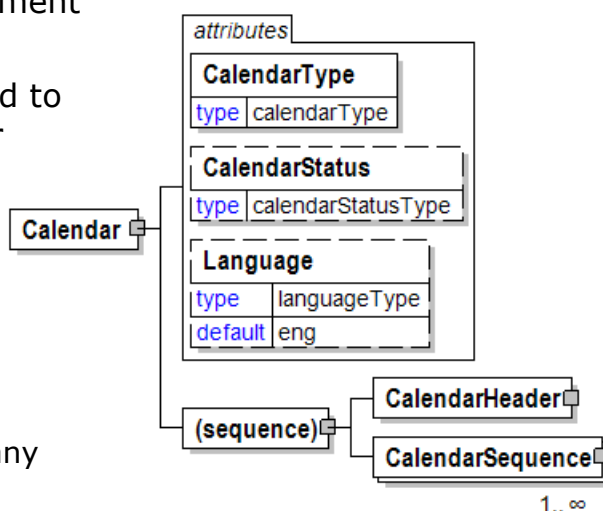 ment
attributes
CalendarType
type calendarType
d to
CalendarStatus
type calendarStatusType
Calendar
Language
type languageType
default eng
(sequence)
CalendarHeader
CalendarSequence
ny
1..∞